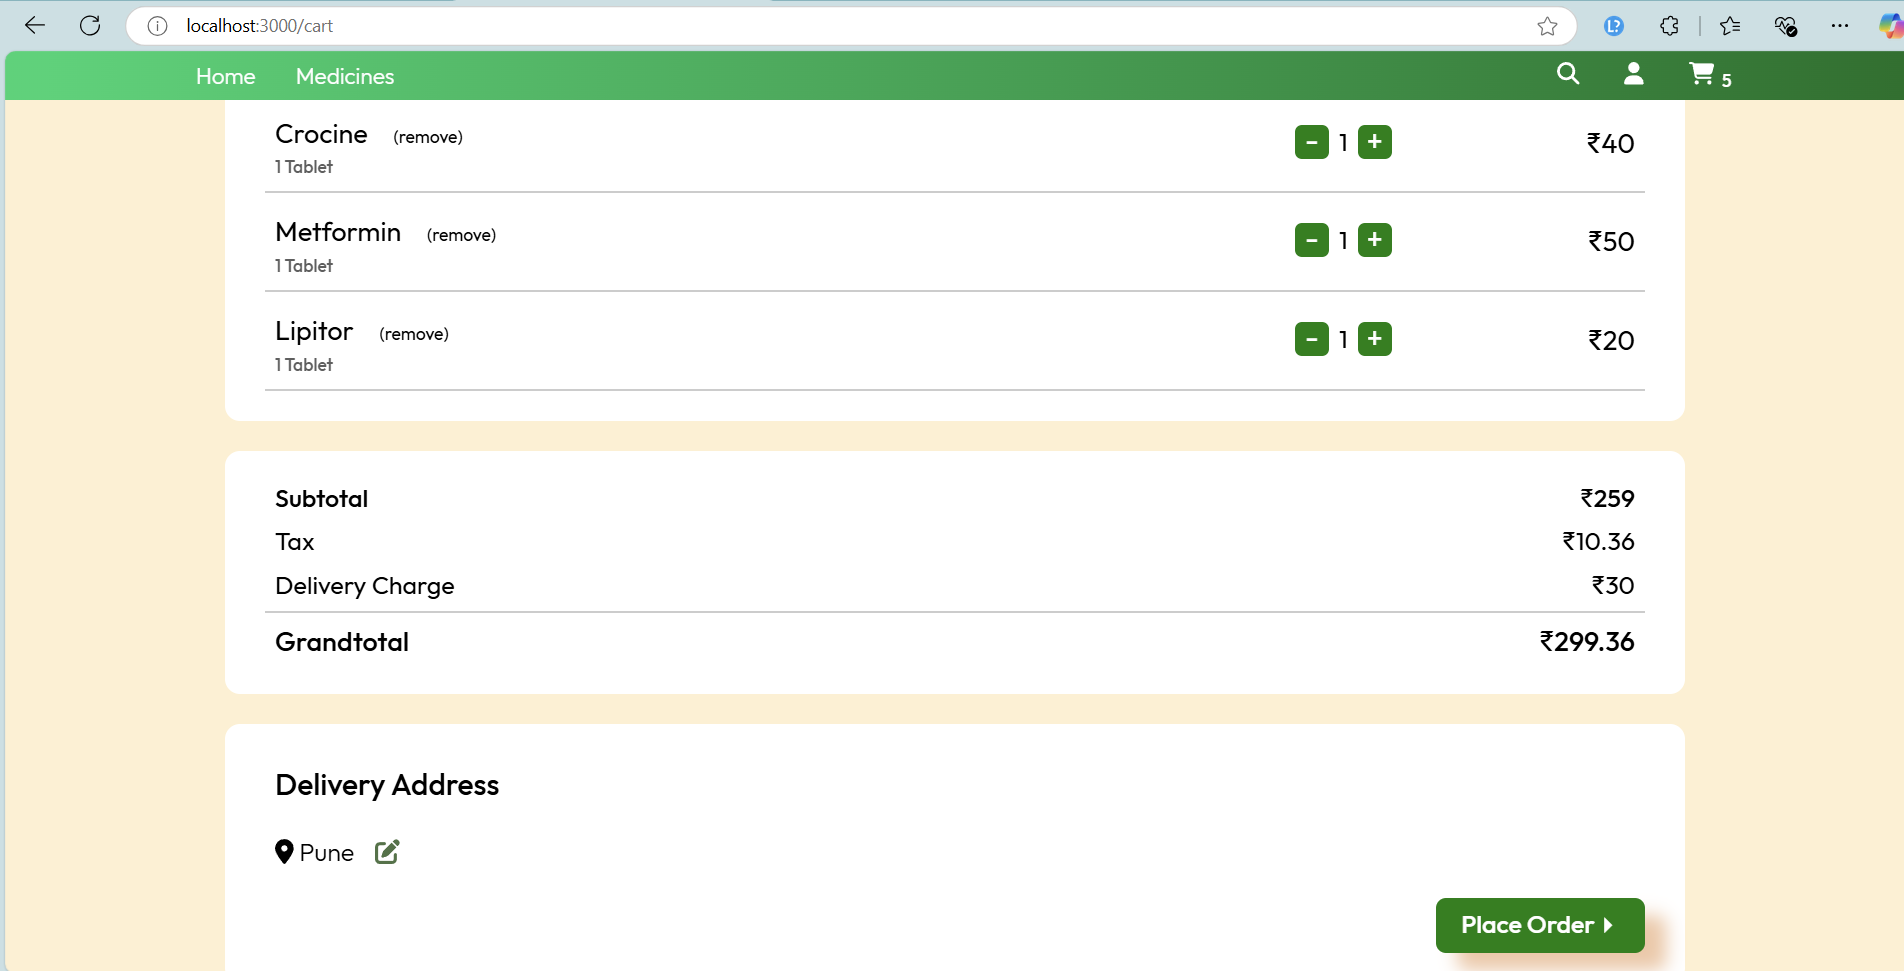 localhost:3000/cart
Home Medicines 5
Crocine (remove) - 1 + ₹40
1 Tablet
Metformin (remove) - 1 + ₹50
1 Tablet
Lipitor (remove) - 1 + ₹20
1 Tablet
Subtotal ₹259
Tax ₹10.36
Delivery Charge ₹30
Grandtotal ₹299.36
Delivery Address
Pune
Place Order